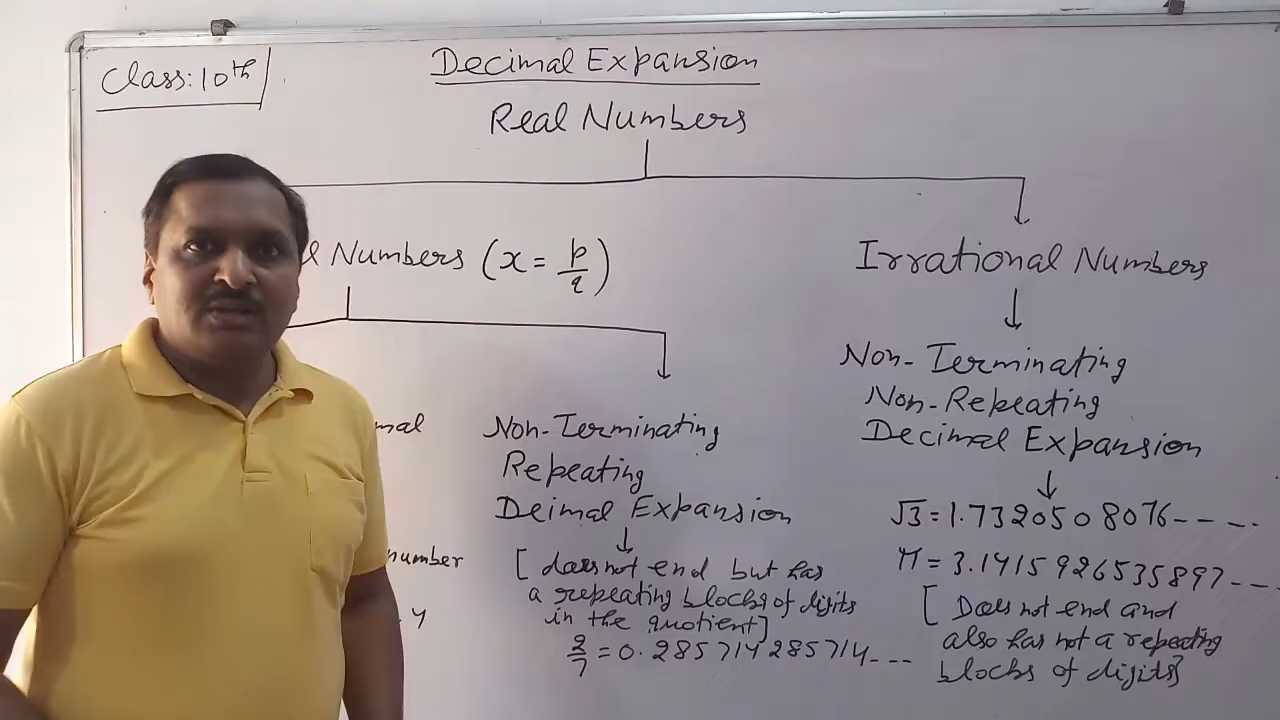 Class: 10th
Decimal Expansion
Real Numbers
Numbers (x = p/q)
Irrational Numbers
Non-Terminating
Non-Repeating
Decimal Expansion
√3 = 1.7320508076----
π = 3.1415926535897---
[Does not end and
also has not a repeating
blocks of digits]
Non-Terminating
Repeating
Deimal Expansion
[does not end but has
a repeating blocks of digits
in the quotient]
2/7 = 0.285714285714---
mal
number
.4